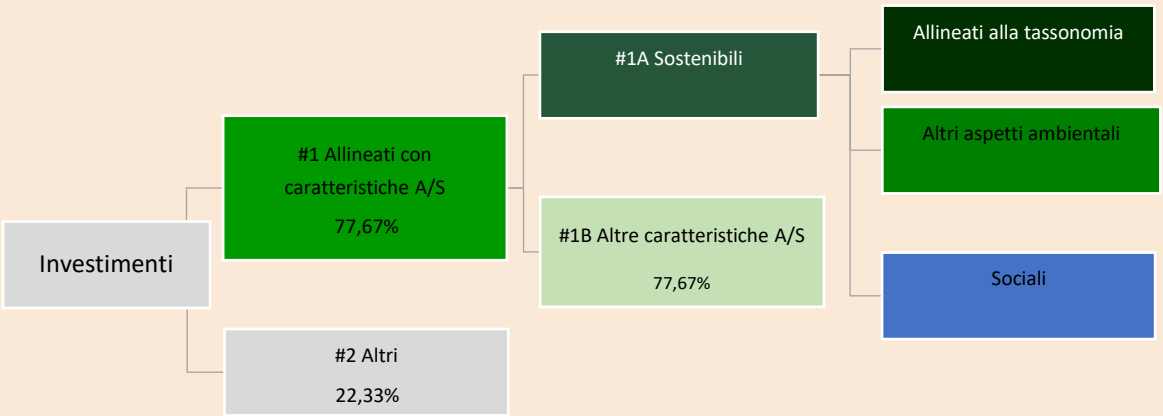 Investimenti
#1 Allineati con
caratteristiche A/S
77,67%
#2 Altri
22,33%
#1A Sostenibili
#1B Altre caratteristiche A/S
77,67%
Allineati alla tassonomia
Altri aspetti ambientali
Sociali